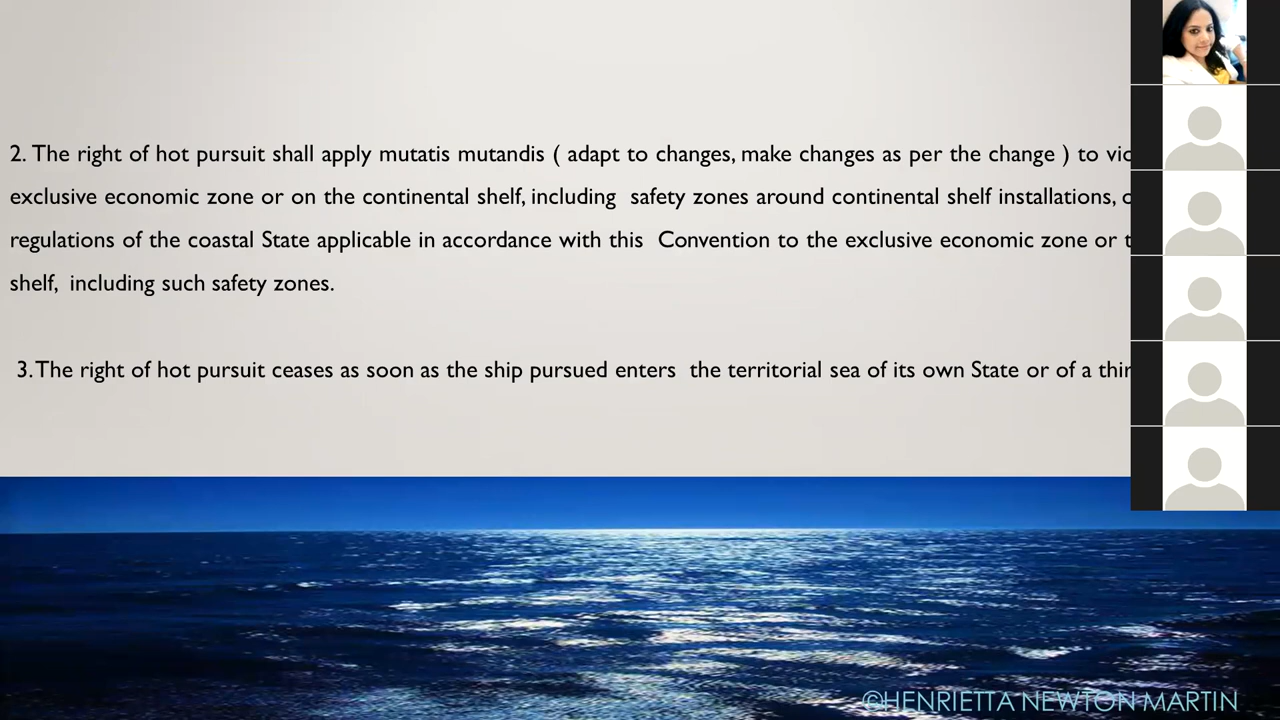 2. The right of hot pursuit shall apply mutatis mutandis ( adapt to changes, make changes as per the change ) to
exclusive economic zone or on the continental shelf, including safety zones around continental shelf installations,
regulations of the coastal State applicable in accordance with this Convention to the exclusive economic zone or
shelf, including such safety zones.
3. The right of hot pursuit ceases as soon as the ship pursued enters the territorial sea of its own State or of a
©HENRIETTA NEWTON MARTIN